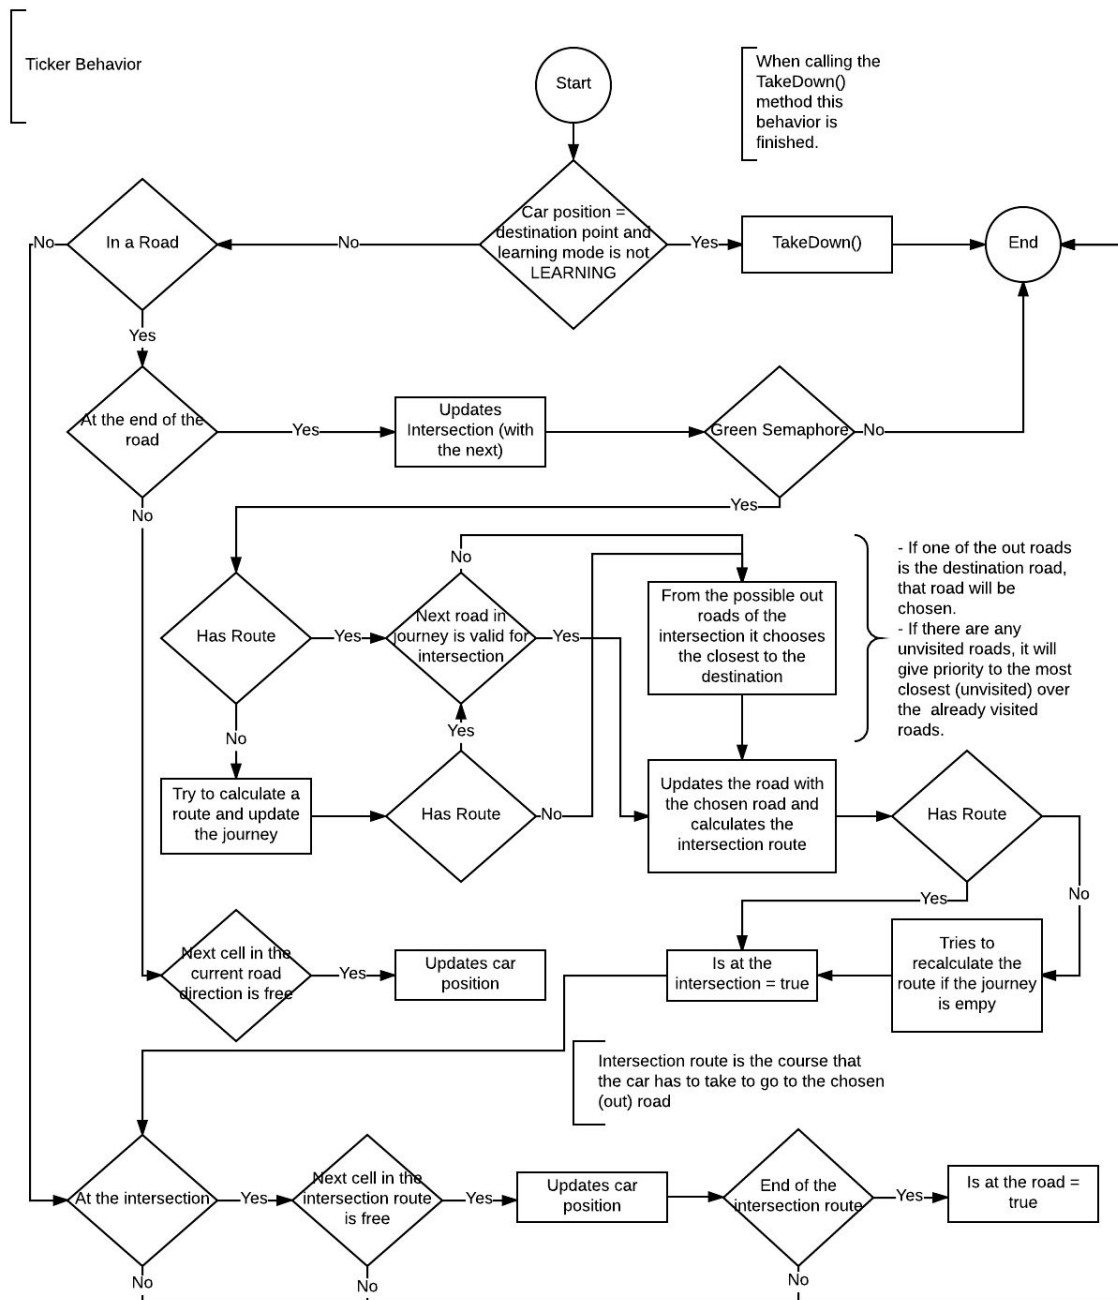 Ticker Behavior
Start
When calling the
TakeDown()
method this
behavior is
finished.
Car position =
destination point and
learning mode is not
LEARNING
No
In a Road
No
Yes
TakeDown()
End
Yes
At the end of the
road
Yes
Updates
Intersection (with
the next)
Green Semaphore
No
No
Yes
Has Route
Yes
No
Next road in
journey is valid for
intersection
Yes
From the possible out
roads of the
intersection it chooses
the closest to the
destination
- If one of the out roads
is the destination road,
that road will be
chosen.
- If there are any
unvisited roads, it will
give priority to the most
closest (unvisited) over
the already visited
roads.
No
Yes
Try to calculate a
route and update
the journey
Has Route
No
Updates the road with
the chosen road and
calculates the
intersection route
Has Route
No
Yes
Next cell in the
current road
direction is free
Yes
Updates car
position
Is at the
intersection = true
Tries to
recalculate the
route if the journey
is empy
Intersection route is the course that
the car has to take to go to the chosen
(out) road
At the intersection
Yes
Next cell in the
intersection route
is free
Yes
Updates car
position
End of the
intersection route
Yes
Is at the road =
true
No
No
No